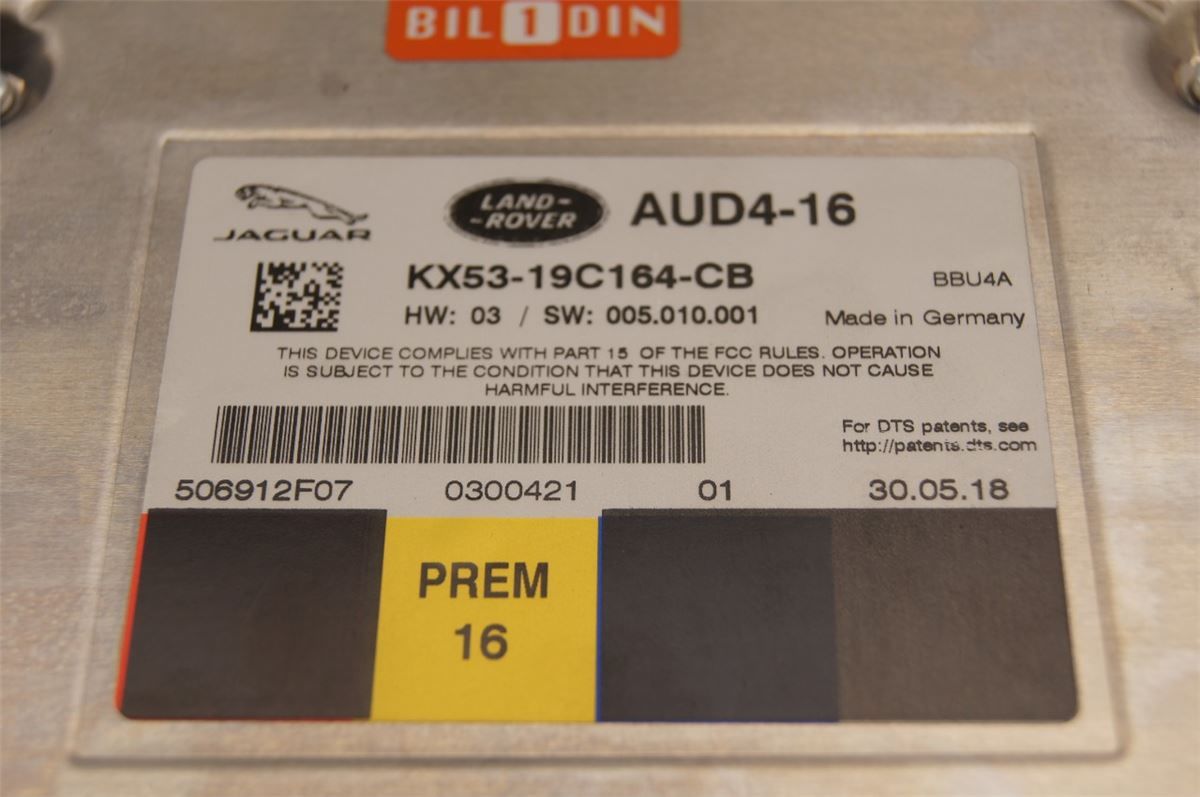 BIL1DIN
JAGUAR
LAND-
-ROVER
AUD4-16
KX53-19C164-CB
BBU4A
HW: 03 / SW: 005.010.001
Made in Germany
THIS DEVICE COMPLIES WITH PART 15 OF THE FCC RULES. OPERATION
IS SUBJECT TO THE CONDITION THAT THIS DEVICE DOES NOT CAUSE
HARMFUL INTERFERENCE.
For DTS patents, see
http://patents.dts.com
506912F07 0300421 01 30.05.18
PREM
16